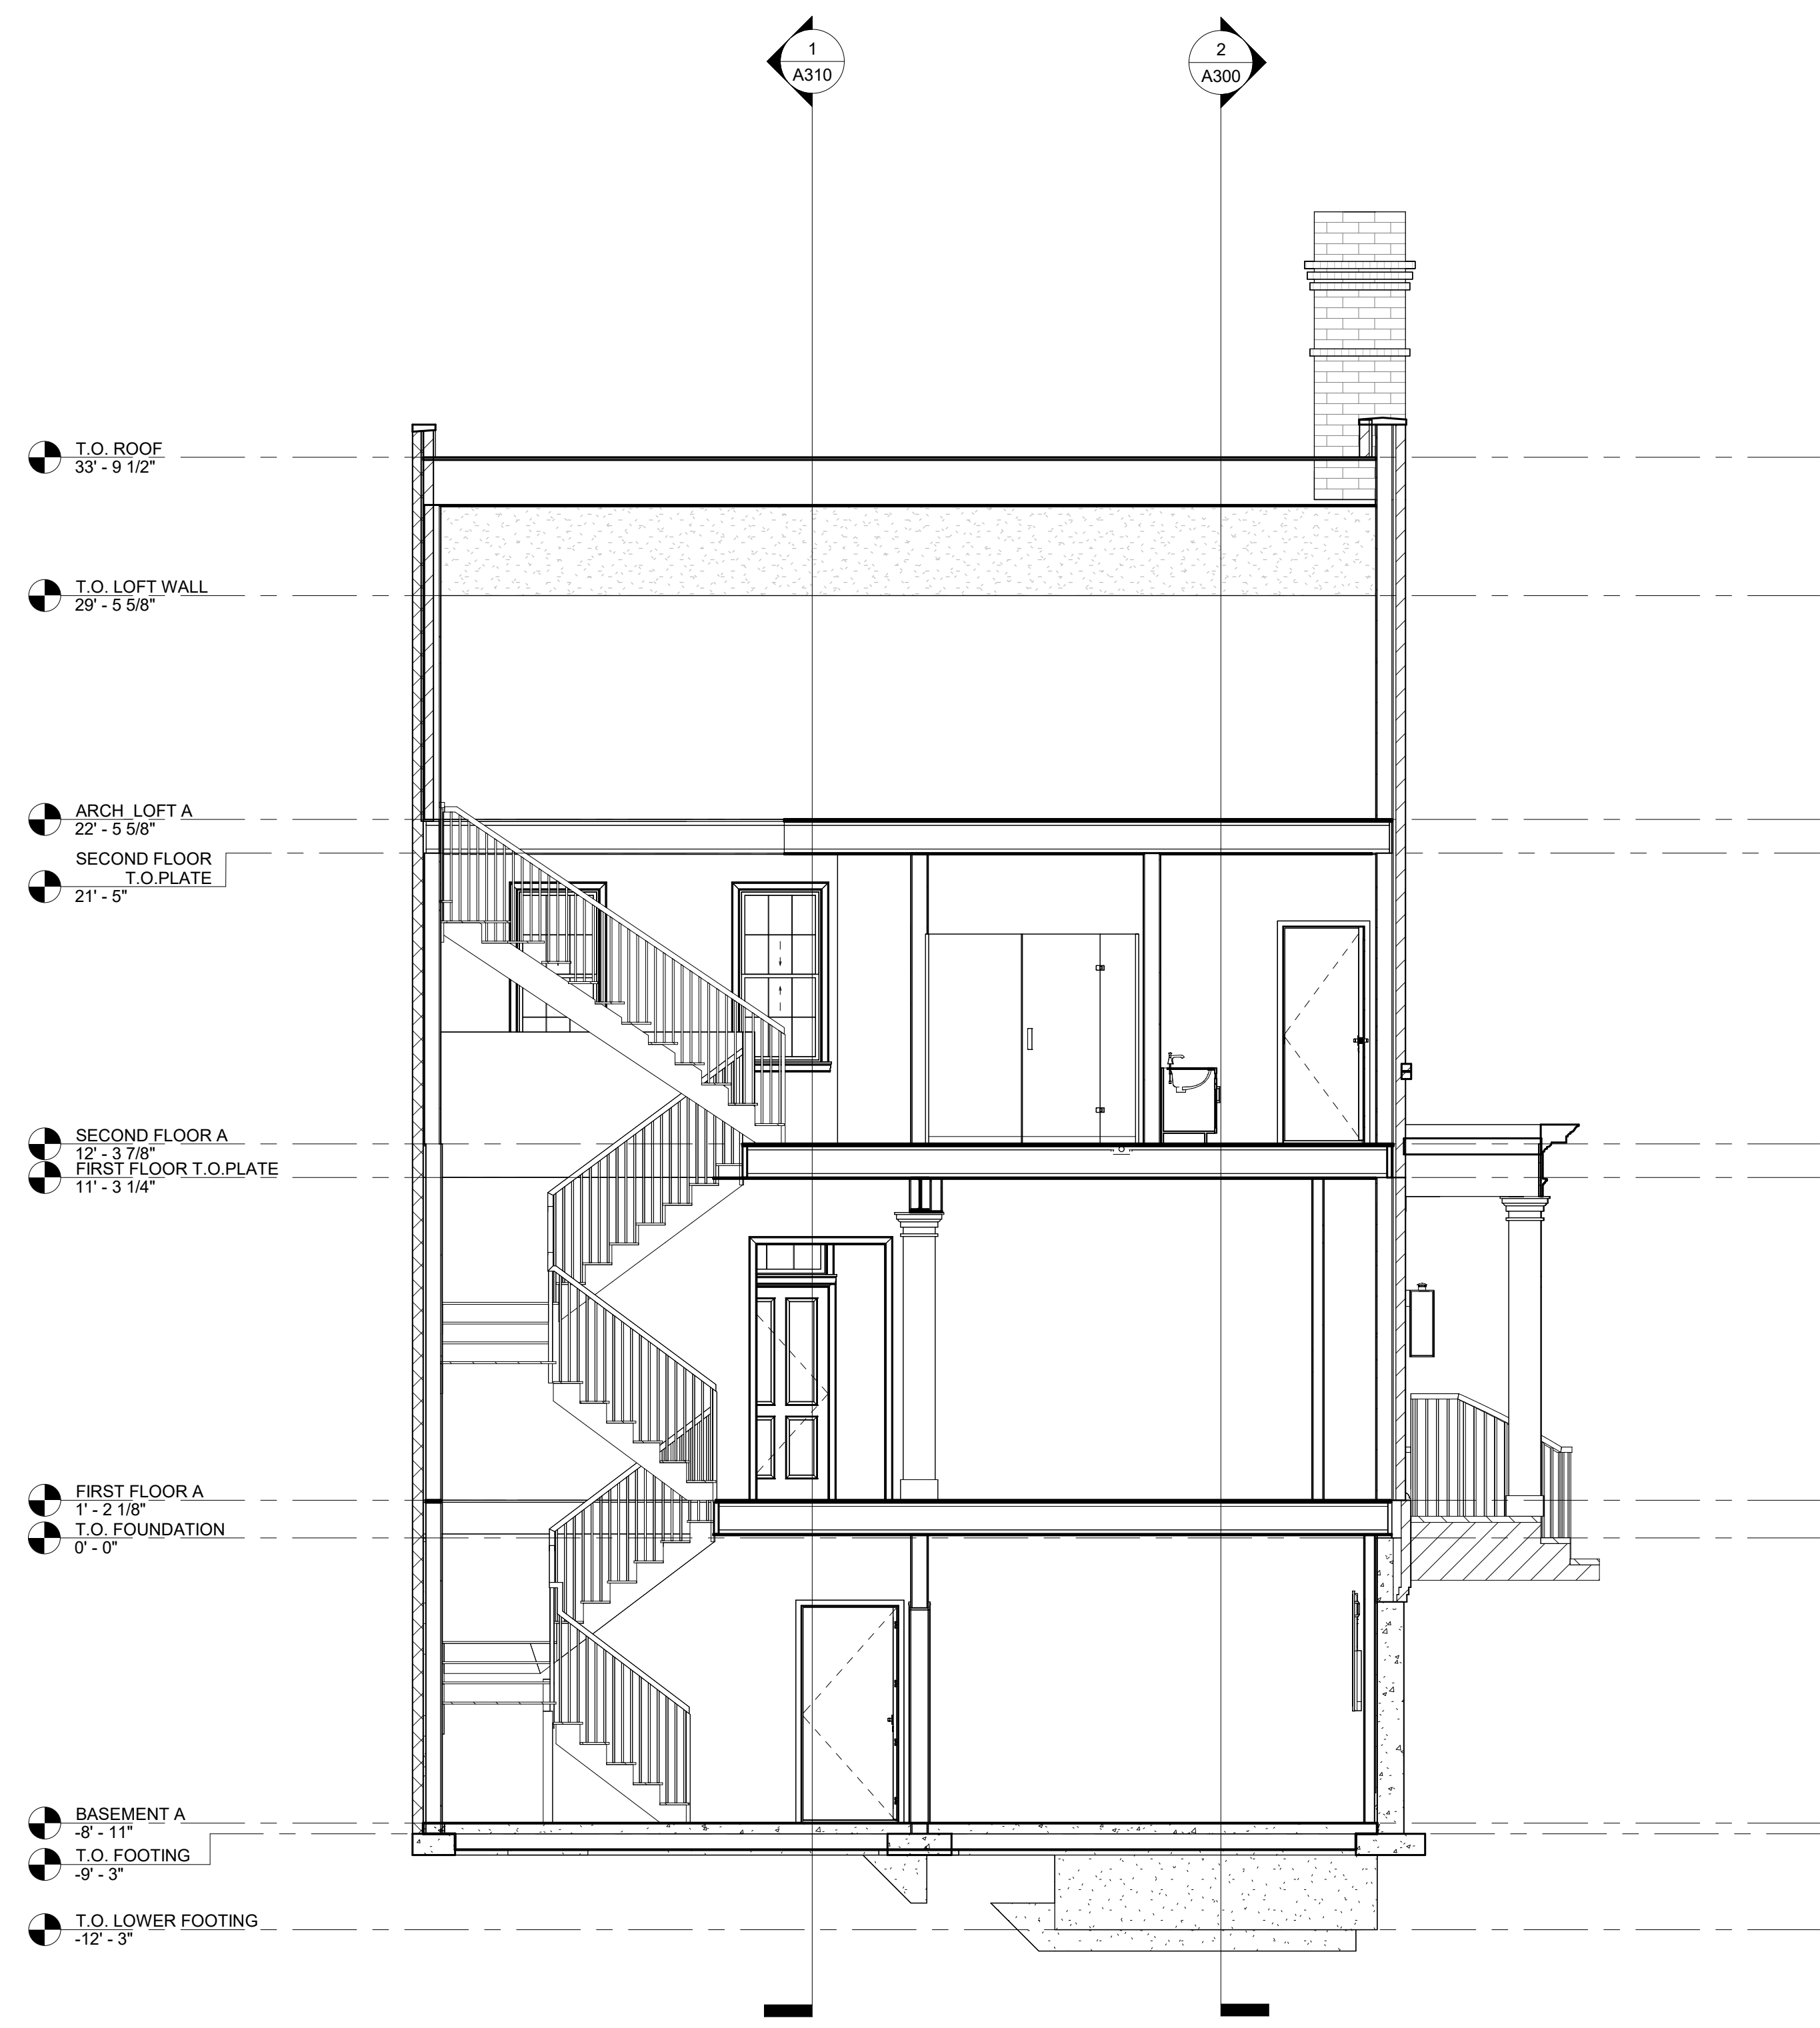 1
A310
2
A300
T.O. ROOF
33' - 9 1/2"
T.O. LOFT WALL
29' - 5 5/8"
ARCH LOFT A
22' - 5 5/8"
SECOND FLOOR
T.O.PLATE
21' - 5"
SECOND FLOOR A
12' - 3 7/8"
FIRST FLOOR T.O.PLATE
11' - 3 1/4"
FIRST FLOOR A
1' - 2 1/8"
T.O. FOUNDATION
0' - 0"
BASEMENT A
-8' - 11"
T.O. FOOTING
-9' - 3"
T.O. LOWER FOOTING
-12' - 3"